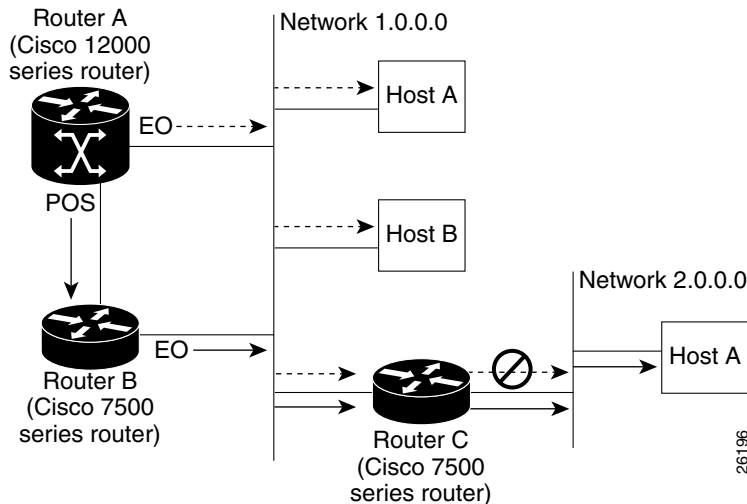 Router A
(Cisco 12000
series router)
Network 1.0.0.0
Host A
EO
POS
Host B
Network 2.0.0.0
EO
Host A
Router B
(Cisco 7500
series router)
Router C
(Cisco 7500
series router)
26196